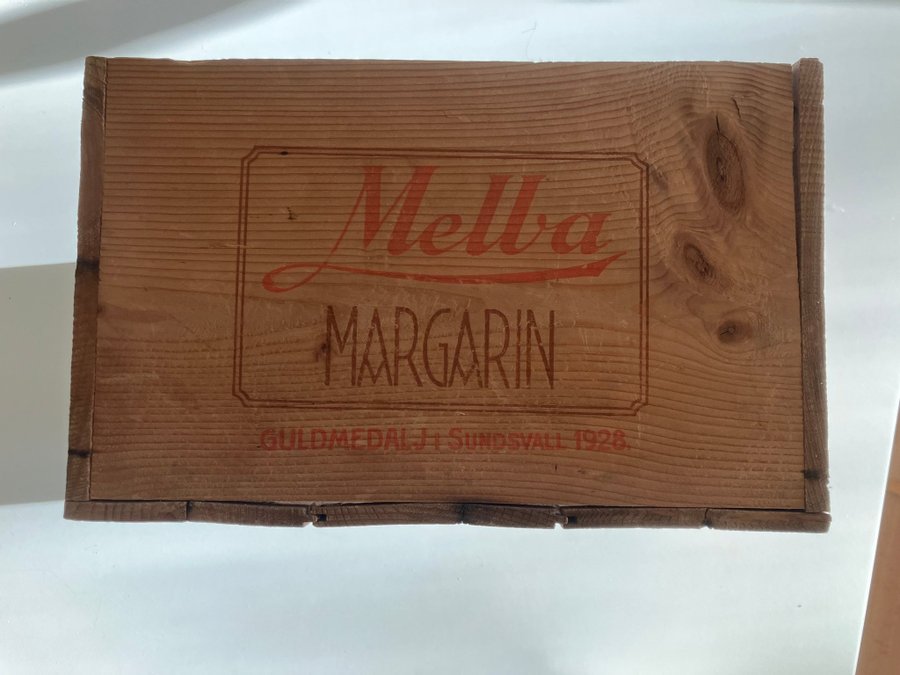 Melba
MARGARIN
GULDMEDALJ I SUNDSVALL 1928.